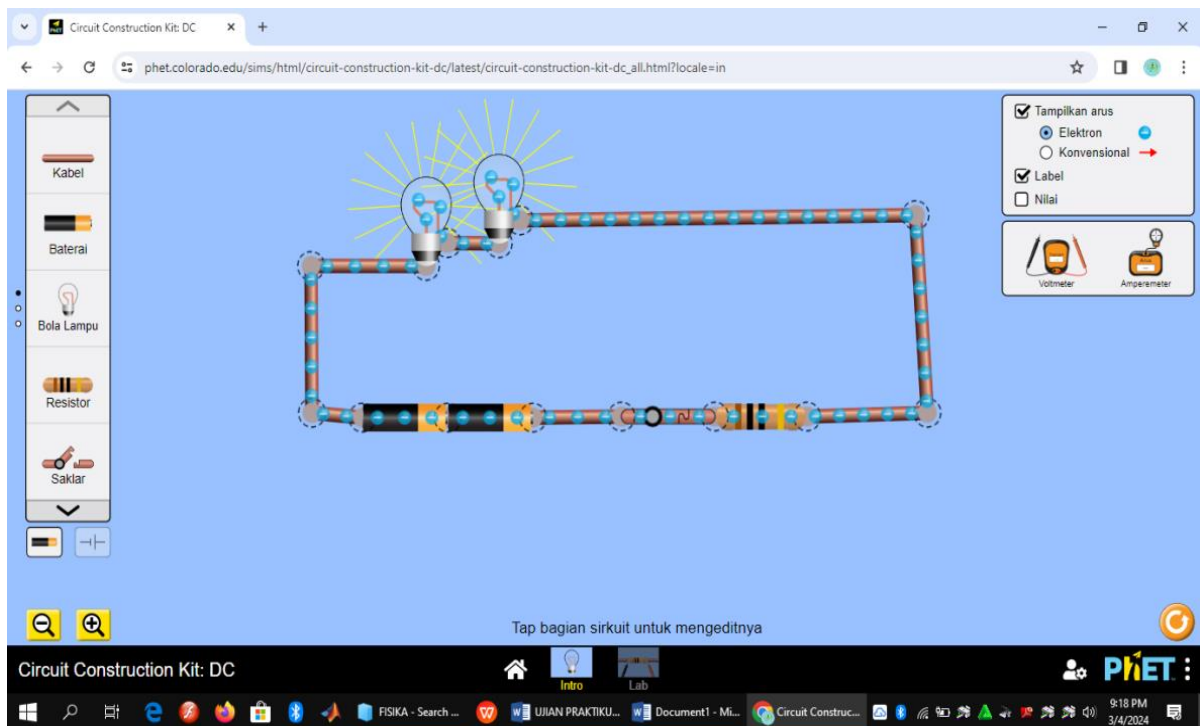 Circuit Construction Kit: DC
phet.colorado.edu/sims/html/circuit-construction-kit-dc/latest/circuit-construction-kit-dc_all.html?locale=in
Kabel
Baterai
Bola Lampu
Resistor
Saklar
Tampilkan arus
Elektron
Konvensional
Label
Nilai
Voltmeter
Amperemeter
Tap bagian sirkuit untuk mengeditnya
Circuit Construction Kit: DC
Intro
Lab
PhET
FISIKA - Search ...
UJIAN PRAKTIKU...
Document1 - Mi...
Circuit Construc...
9:18 PM
3/4/2024